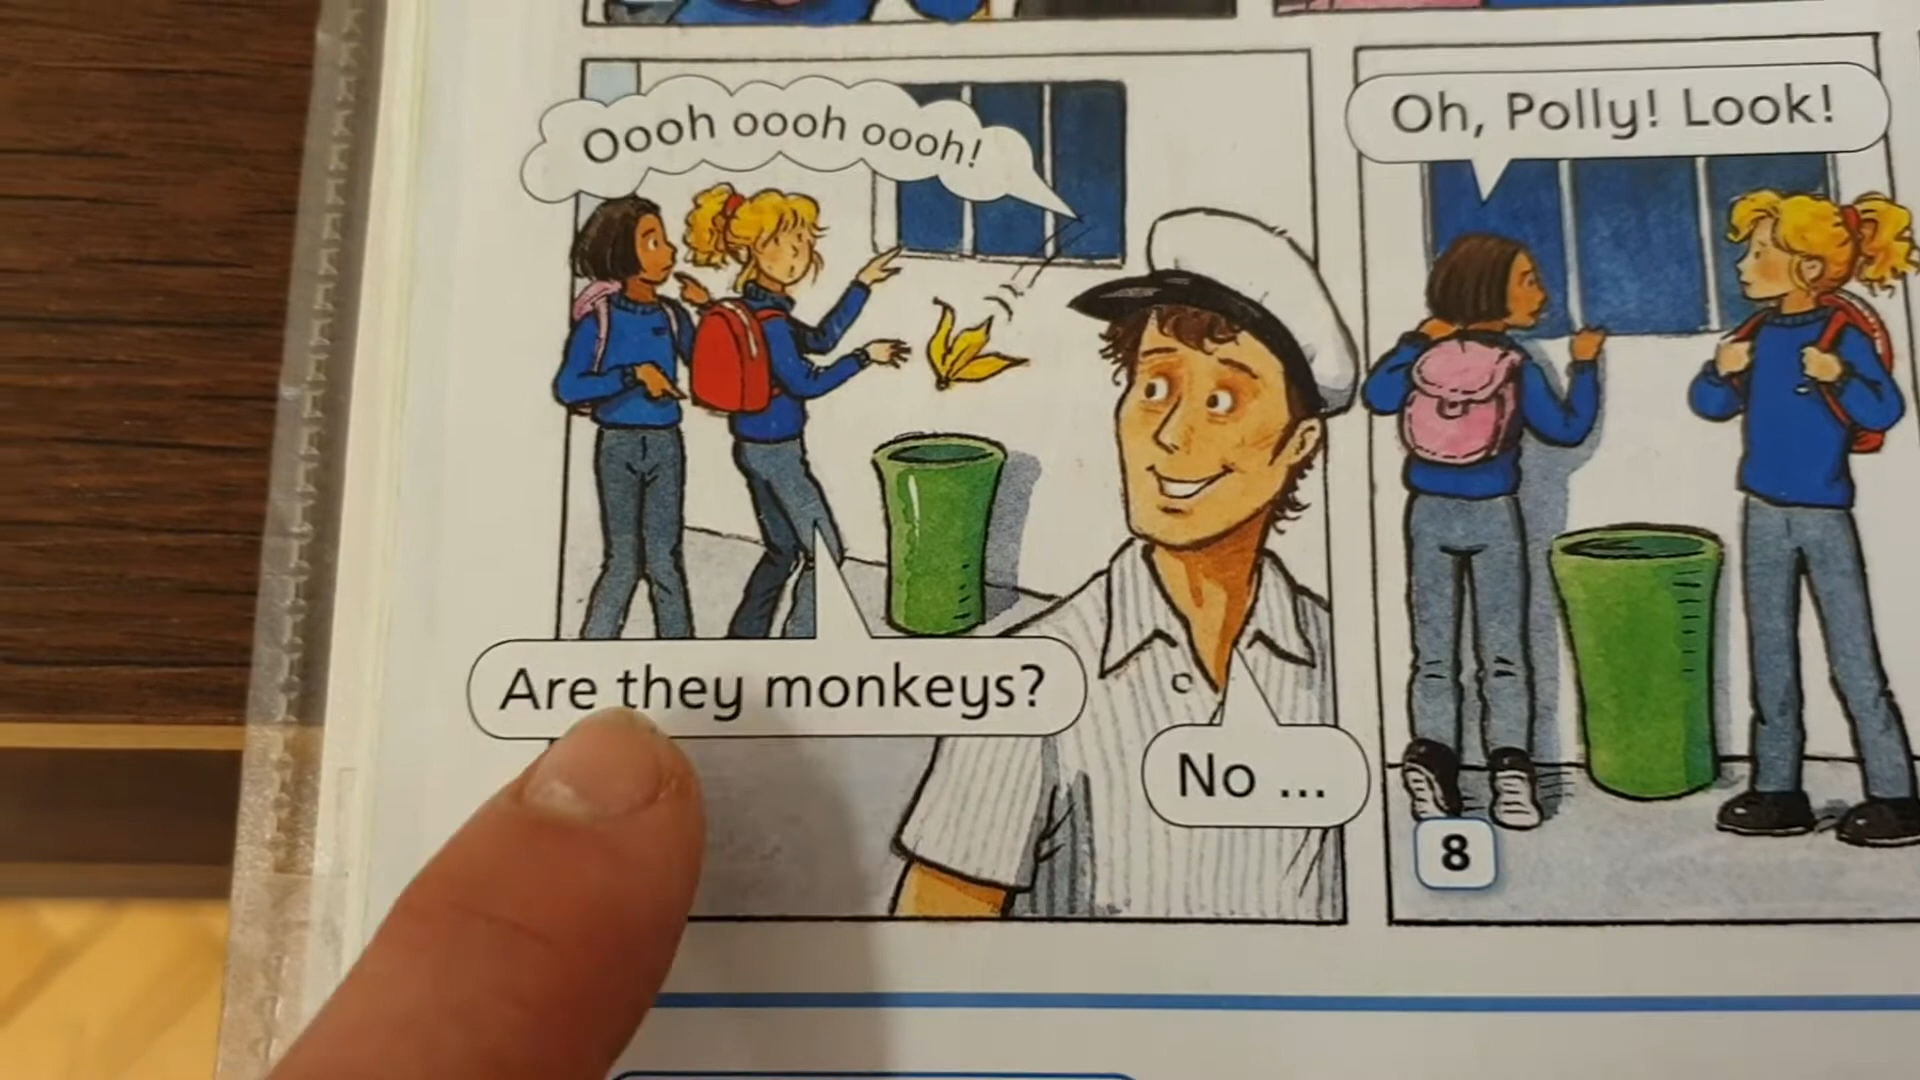 Oooh oooh oooh!
Are they monkeys?
No ...
Oh, Polly! Look!
8